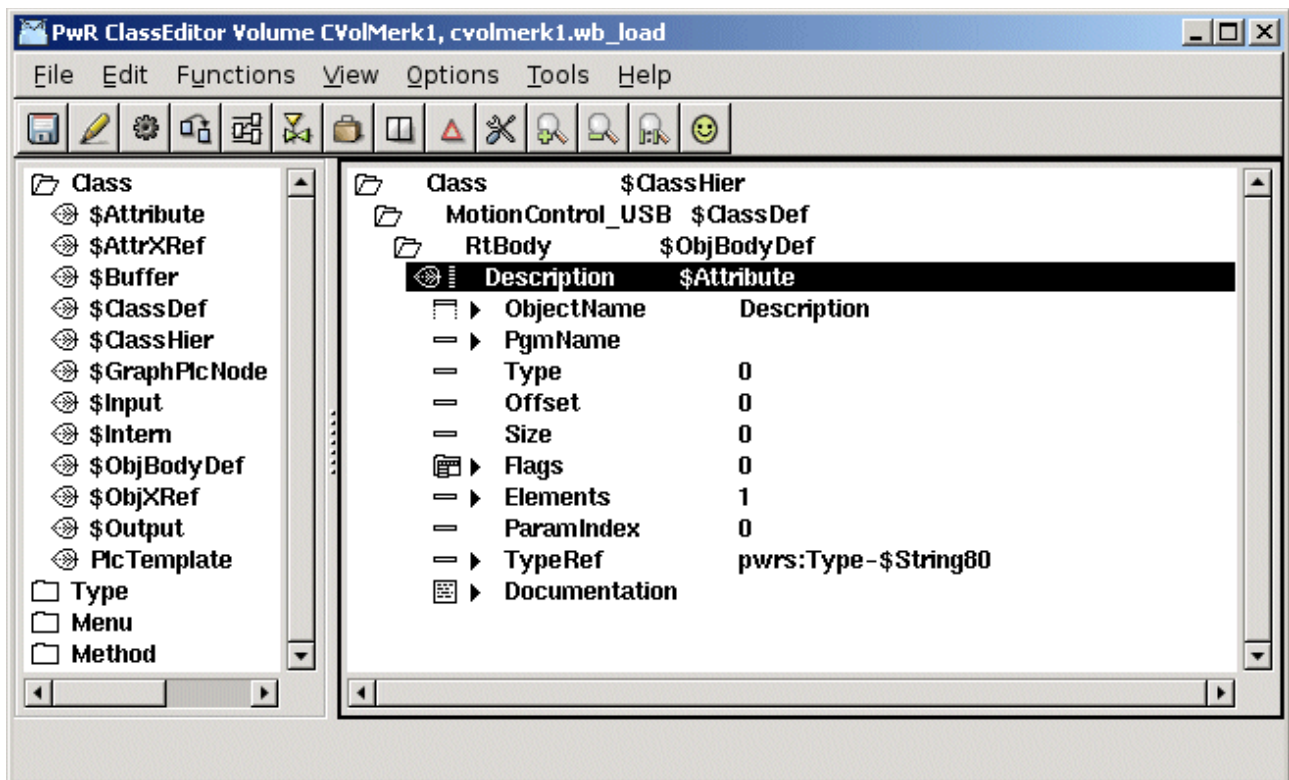 PwR ClassEditor Volume CVolMerk1, cvolmerk1.wb_load
File Edit Functions View Options Tools Help
Class
$Attribute
$AttrXRef
$Buffer
$ClassDef
$ClassHier
$GraphPlcNode
$Input
$Intern
$ObjBodyDef
$ObjXRef
$Output
PlcTemplate
Type
Menu
Method
Class $ClassHier
MotionControl_USB $ClassDef
RtBody $ObjBodyDef
Description $Attribute
ObjectName Description
PgmName
Type 0
Offset 0
Size 0
Flags 0
Elements 1
ParamIndex 0
TypeRef pwrs:Type-$String80
Documentation